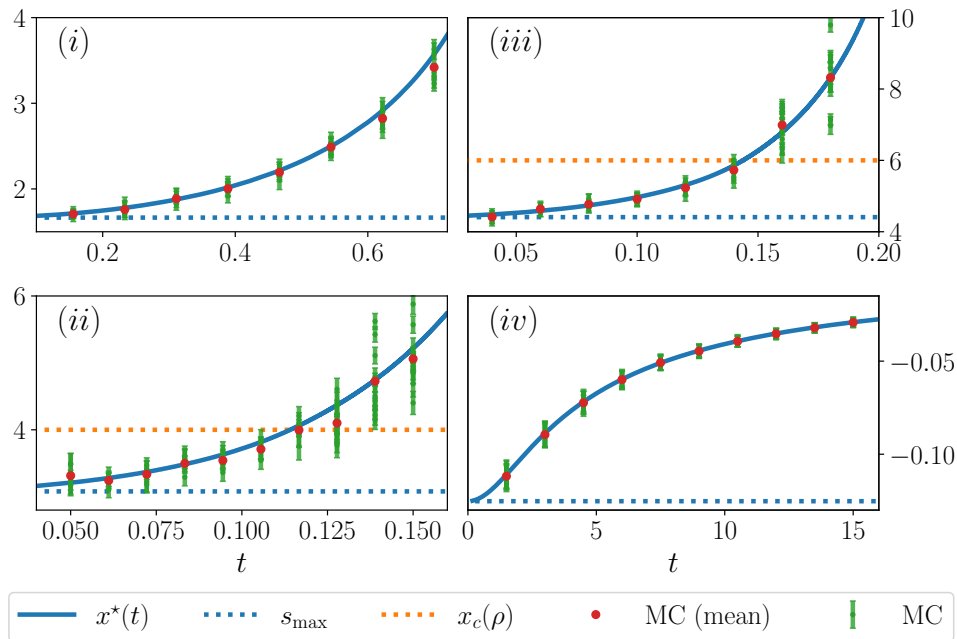 (i)
4
3
2
0.2 0.4 0.6
(iii)
10
8
6
4
0.05 0.10 0.15 0.20
(ii)
6
4
0.050 0.075 0.100 0.125 0.150
t
(iv)
−0.05
−0.10
0 5 10 15
t
x⋆(t) s_max x_c(ρ) MC (mean) MC